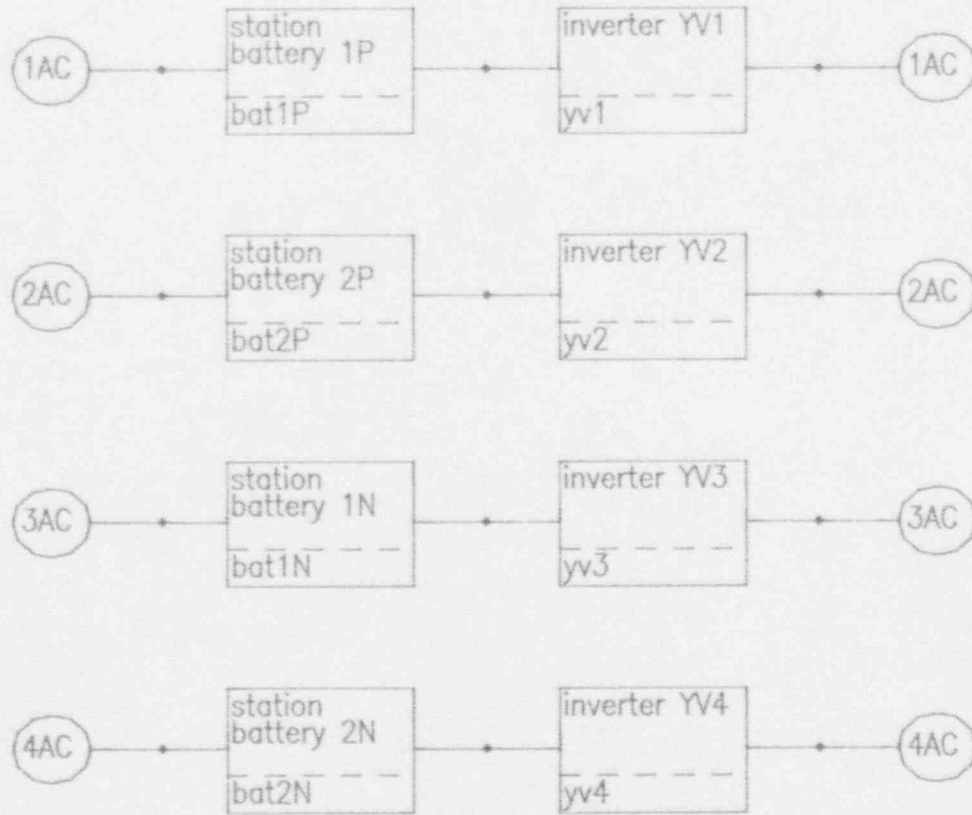 1AC
station
battery 1P
bat1P
inverter YV1
yv1
1AC
2AC
station
battery 2P
bat2P
inverter YV2
yv2
2AC
3AC
station
battery 1N
bat1N
inverter YV3
yv3
3AC
4AC
station
battery 2N
bat2N
inverter YV4
yv4
4AC